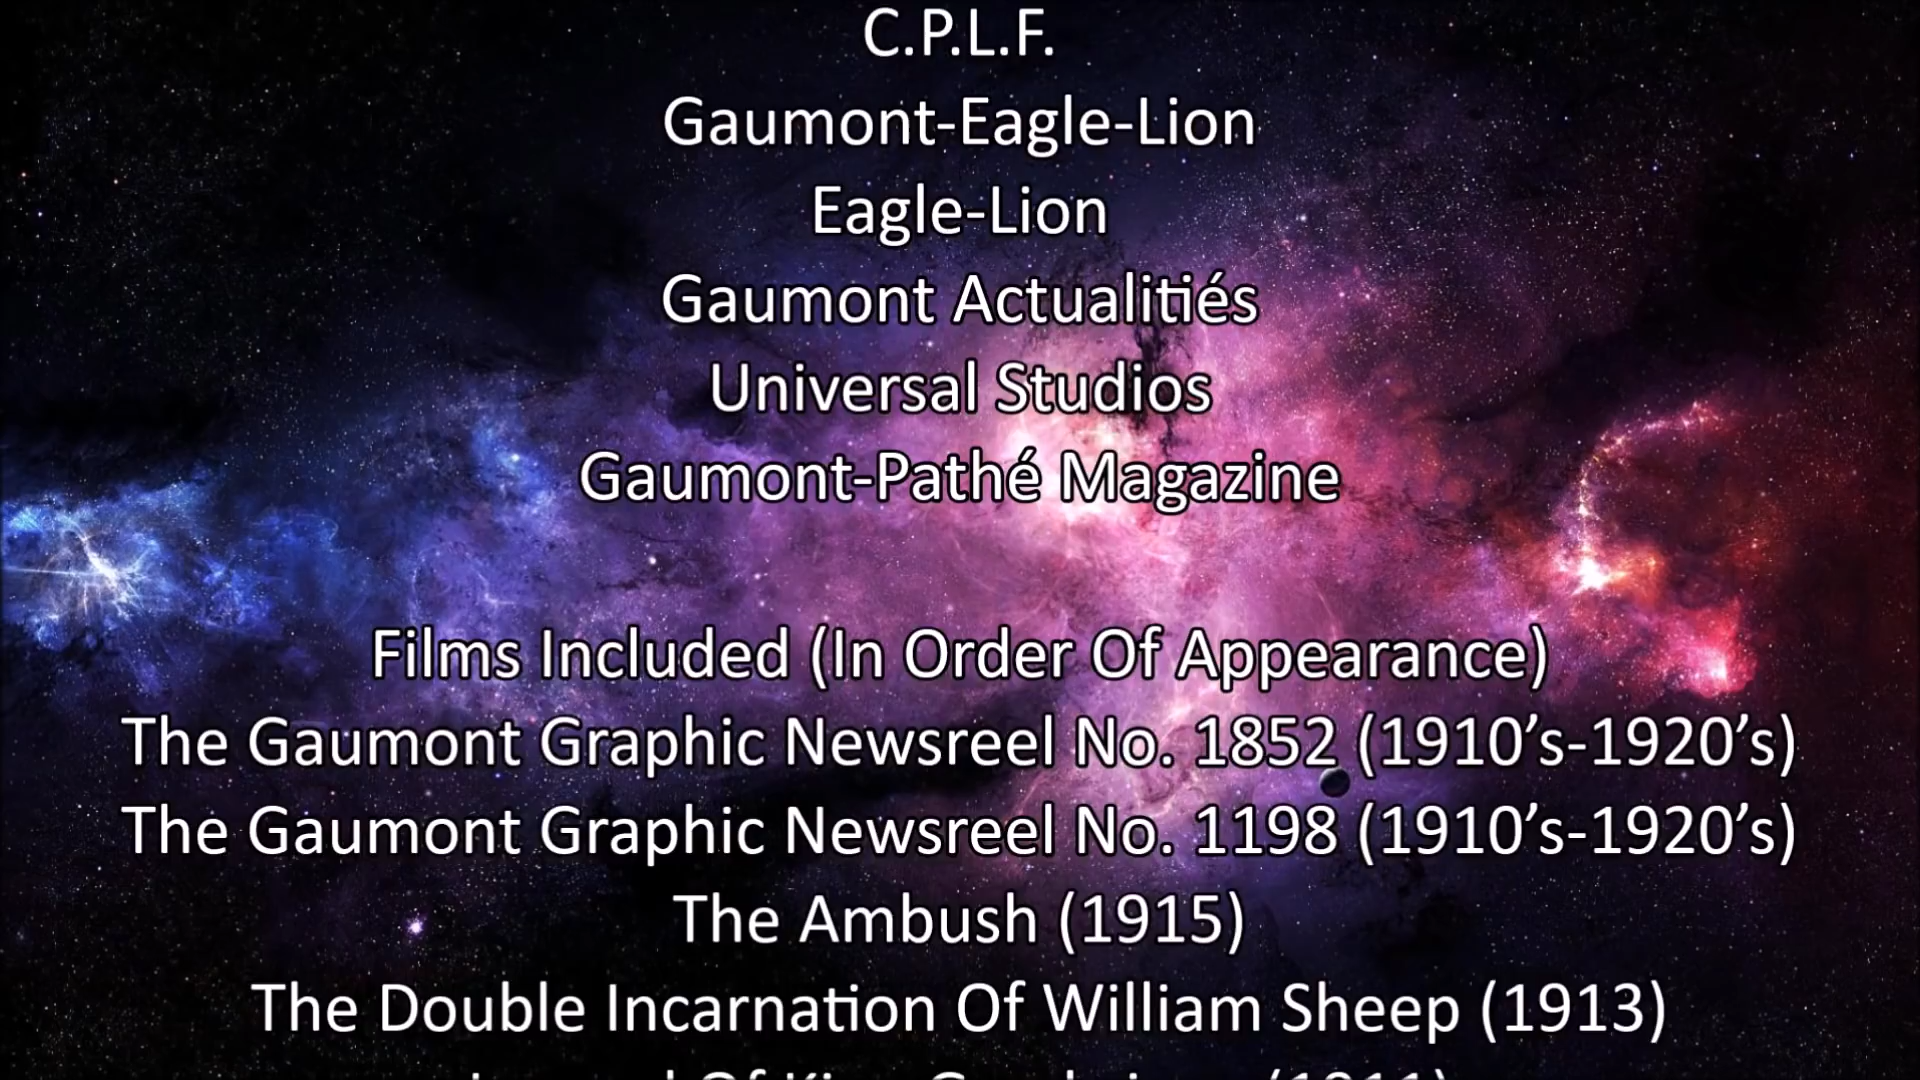 C.P.L.F.
Gaumont-Eagle-Lion
Eagle-Lion
Gaumont Actualitiés
Universal Studios
Gaumont-Pathé Magazine
Films Included (In Order Of Appearance)
The Gaumont Graphic Newsreel No. 1852 (1910’s-1920’s)
The Gaumont Graphic Newsreel No. 1198 (1910’s-1920’s)
The Ambush (1915)
The Double Incarnation Of William Sheep (1913)
Of King